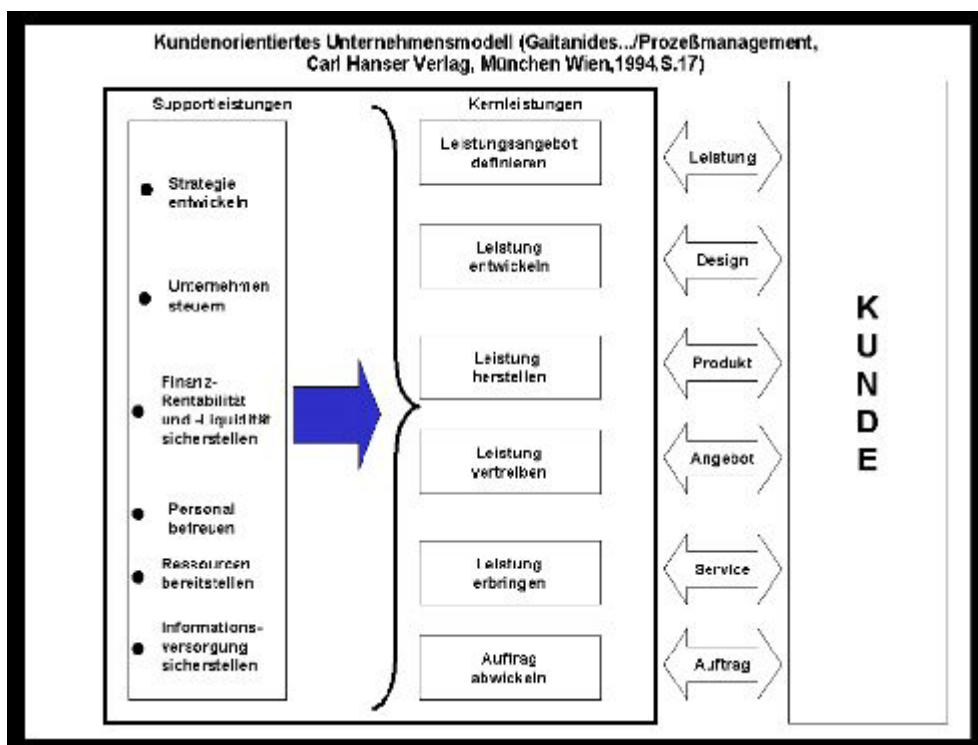 Kundenorientiertes Unternehmensmodell (Gaitanides.../Prozeßmanagement,
Carl Hanser Verlag, München Wien,1994,S.17)
Supportleistungen
Strategie
entwickeln
Unternehmen
steuern
Finanz-
Rentabilität
und -Liquidität
sicherstellen
Personal
betreuen
Ressourcen
bereitstellen
Informations-
versorgung
sicherstellen
Kernleistungen
Leistungsangebot
definieren
Leistung
entwickeln
Leistung
herstellen
Leistung
vertreiben
Leistung
erbringen
Auftrag
abwickeln
Leistung
Design
Produkt
Angebot
Service
Auftrag
KUNDE